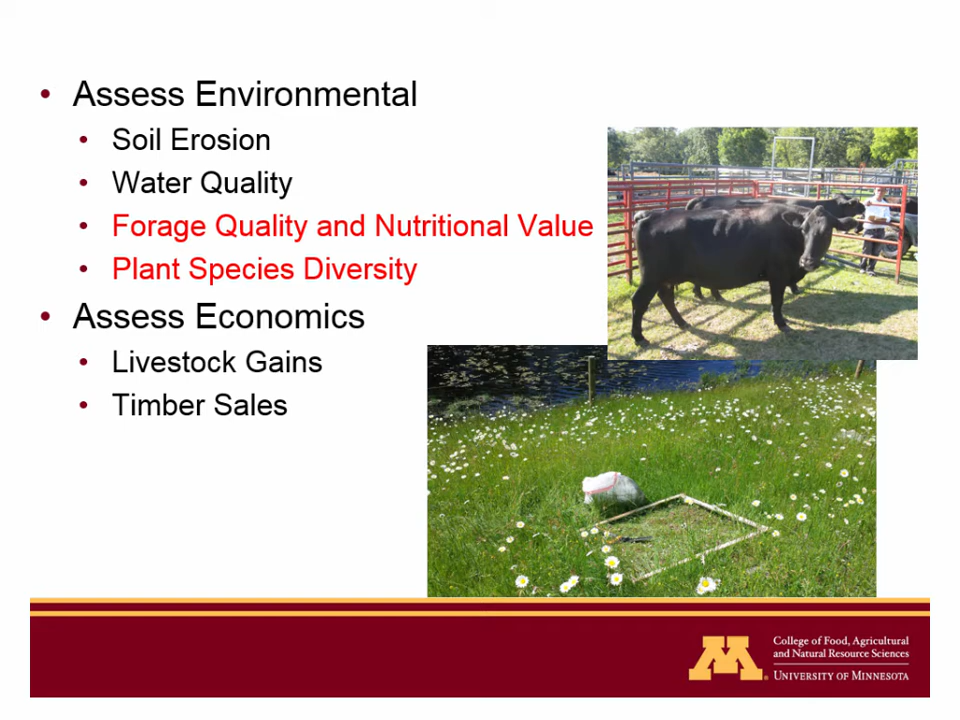 • Assess Environmental
• Soil Erosion
• Water Quality
• Forage Quality and Nutritional Value
• Plant Species Diversity
• Assess Economics
• Livestock Gains
• Timber Sales
M
College of Food, Agricultural
and Natural Resource Sciences
University of Minnesota